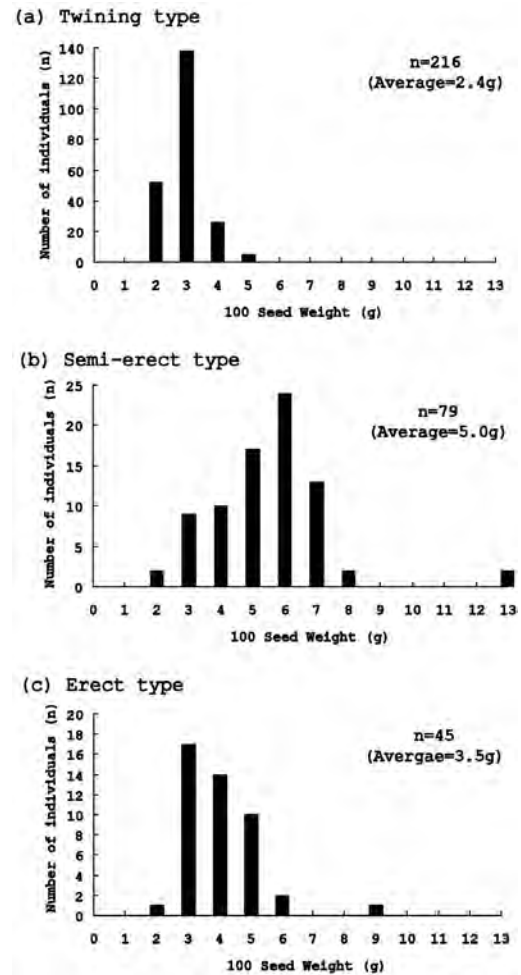 (a) Twining type
Number of individuals (n)
140
120
100
80
60
40
20
0
n=216
(Average=2.4g)
0 1 2 3 4 5 6 7 8 9 10 11 12 13
100 Seed Weight (g)
(b) Semi-erect type
Number of individuals (n)
25
20
15
10
5
0
n=79
(Average=5.0g)
0 1 2 3 4 5 6 7 8 9 10 11 12 13
100 Seed Weight (g)
(c) Erect type
Number of individuals (n)
20
18
16
14
12
10
8
6
4
2
0
n=45
(Avergae=3.5g)
0 1 2 3 4 5 6 7 8 9 10 11 12 13
100 Seed Weight (g)